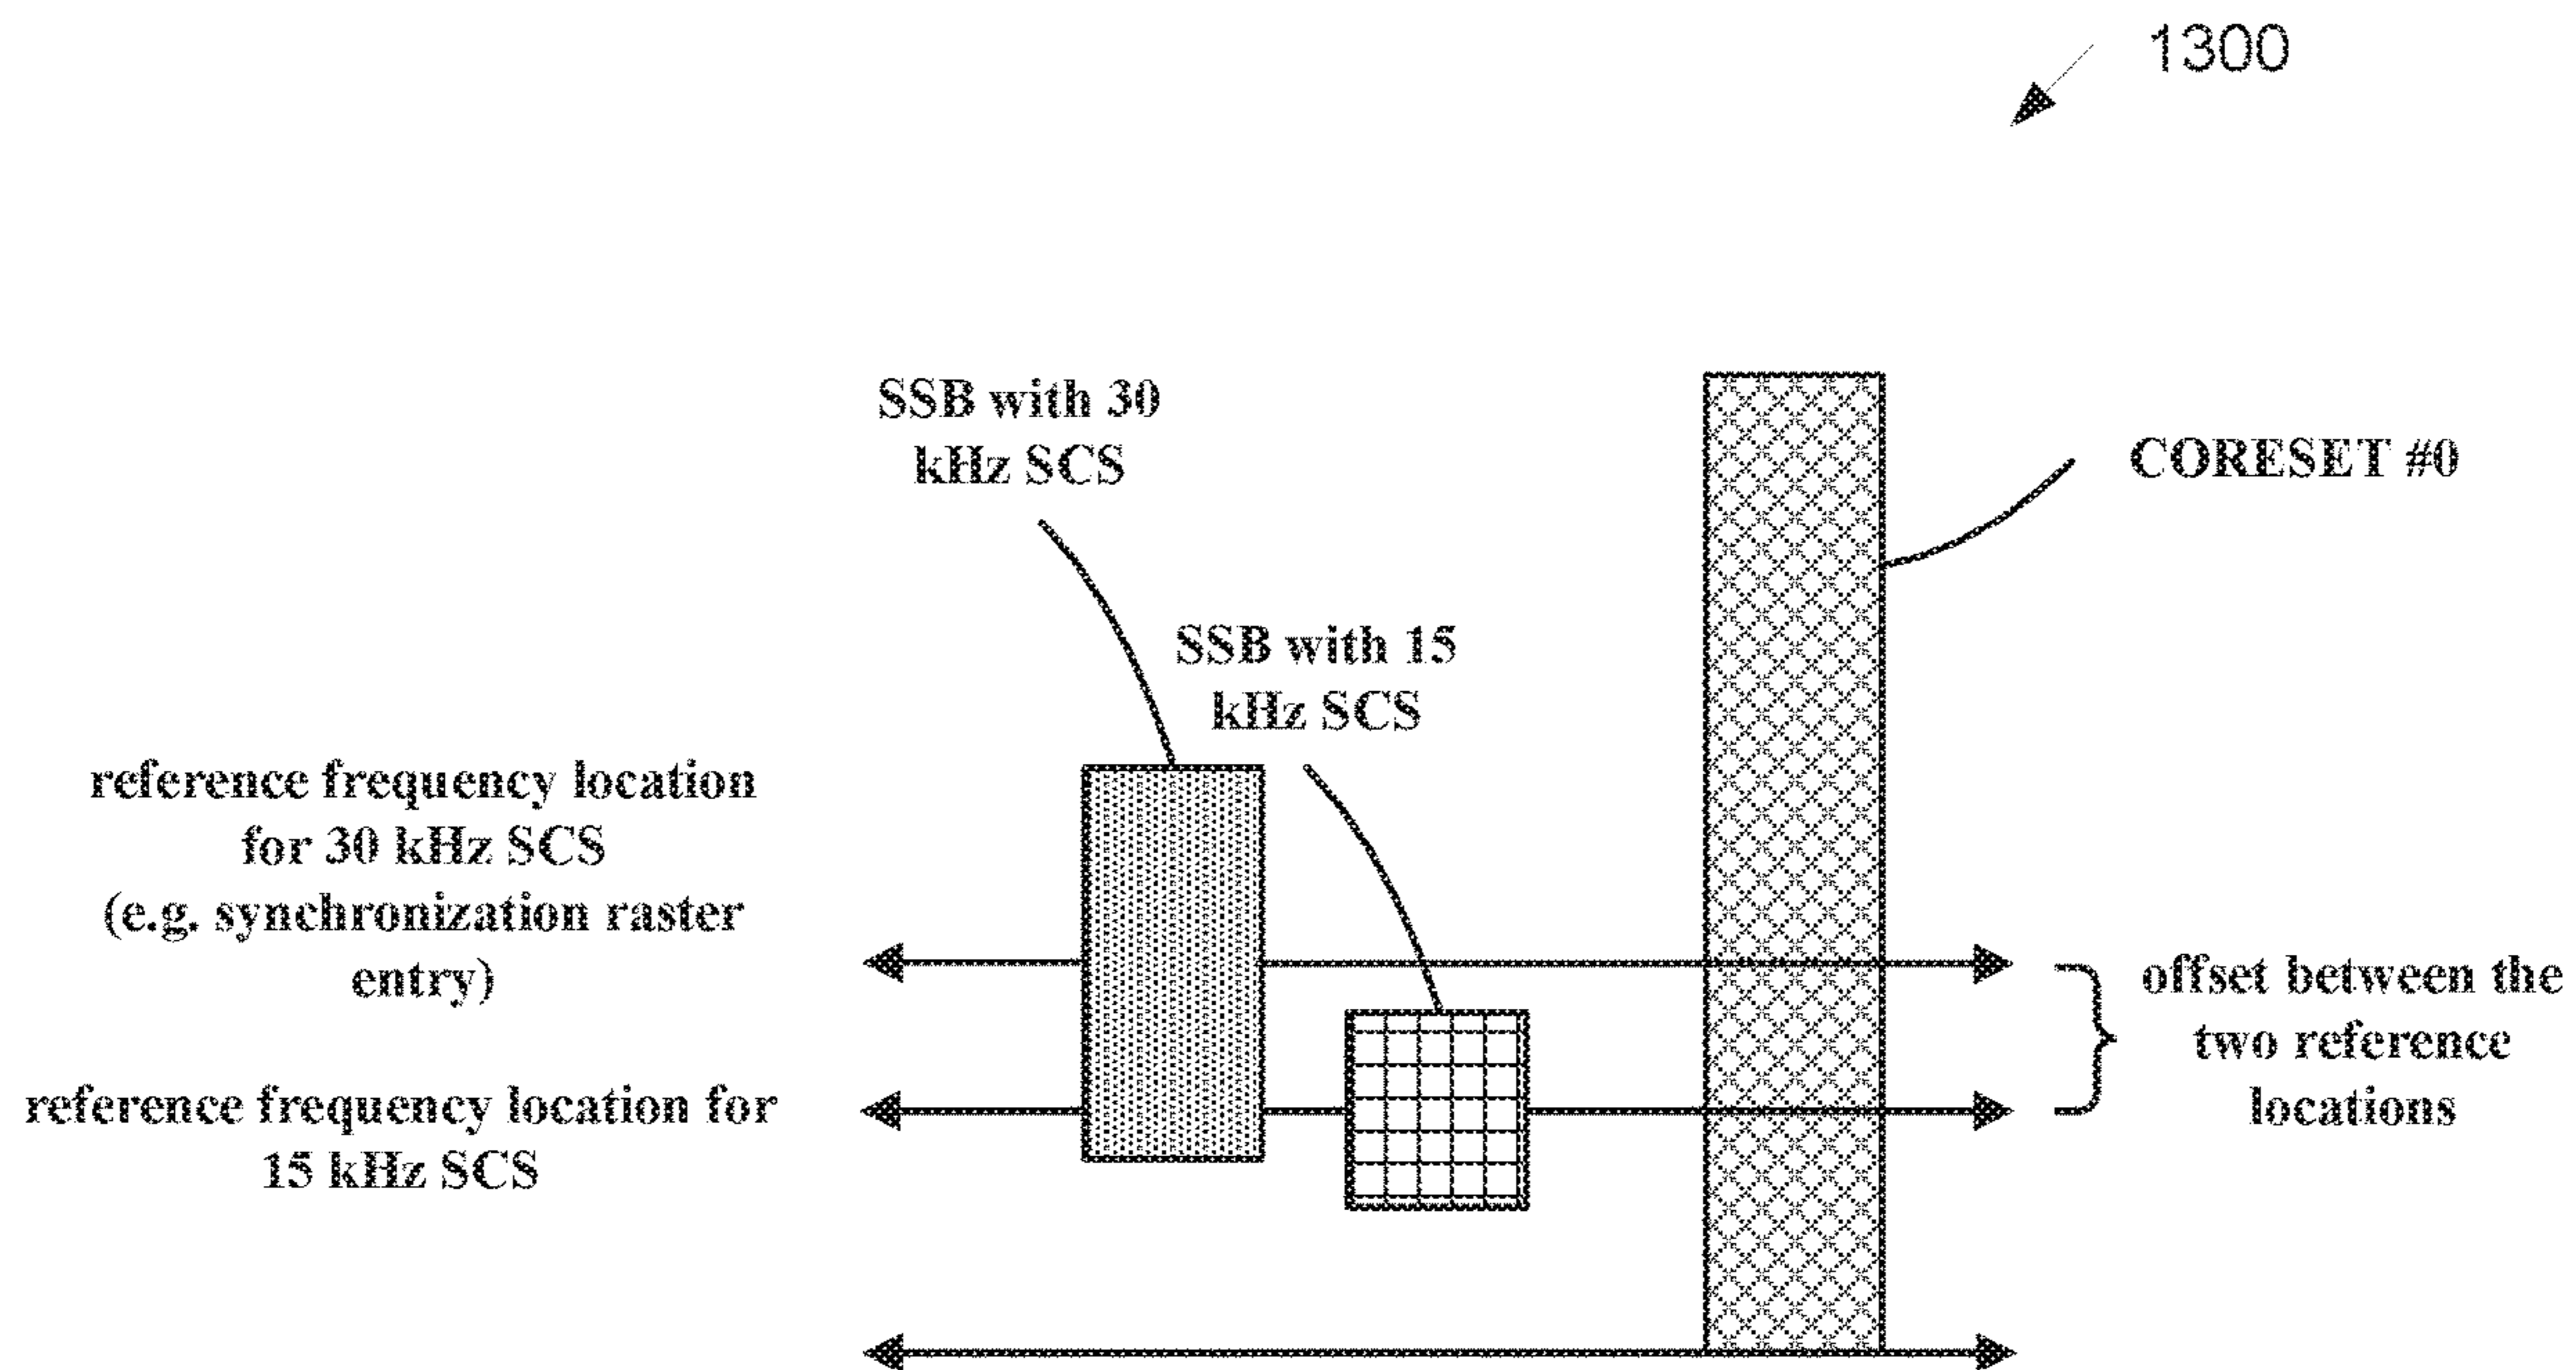 1300
SSB with 30
kHz SCS
CORESET #0
SSB with 15
kHz SCS
reference frequency location
for 30 kHz SCS
(e.g. synchronization raster
entry)
offset between the
two reference
locations
reference frequency location for
15 kHz SCS